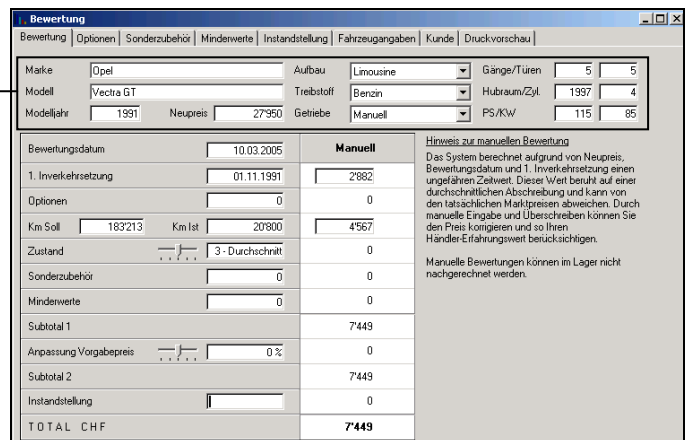 Bewertung
Bewertung Optionen Sonderzubehör Minderwerte Instandstellung Fahrzeugangaben Kunde Druckvorschau
Marke Opel Aufbau Limousine Gänge/Türen 5 5
Modell Vectra GT Treibstoff Benzin Hubraum/Zyl. 1997 4
Modelljahr 1991 Neupreis 27'950 Getriebe Manuell PS/KW 115 85
Bewertungsdatum 10.03.2005 Manuell
1. Inverkehrsetzung 01.11.1991 2'882
Optionen 0 0
Km Soll 183'213 Km Ist 20'800 4'567
Zustand 3 - Durchschnitt 0
Sonderzubehör 0 0
Minderwerte 0 0
Subtotal 1 7'449
Anpassung Vorgabepreis 0 % 0
Subtotal 2 7'449
Instandstellung 0
TOTAL CHF 7'449
Hinweis zur manuellen Bewertung
Das System berechnet aufgrund von Neupreis,
Bewertungsdatum und 1. Inverkehrsetzung einen
ungefähren Zeitwert. Dieser Wert beruht auf einer
durchschnittlichen Abschreibung und kann von
den tatsächlichen Marktpreisen abweichen. Durch
manuelle Eingabe und Überschreiben können Sie
den Preis korrigieren und so Ihren
Händler-Erfahrungswert berücksichtigen.
Manuelle Bewertungen können im Lager nicht
nachgerechnet werden.